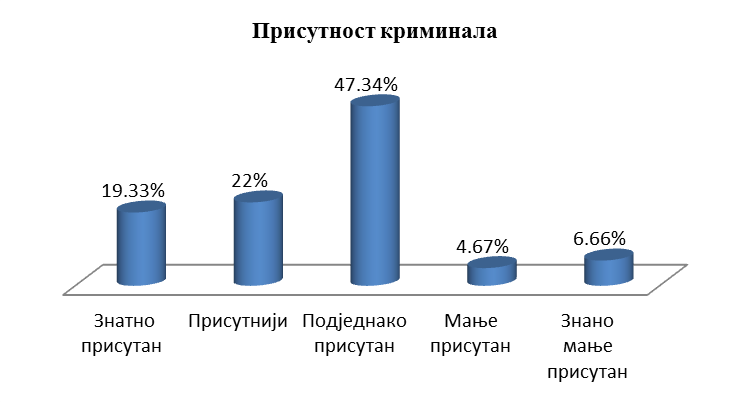 Присутност криминала
47.34%
19.33%
22%
4.67%
6.66%
Знатно
присутан
Присутнији
Подједнако
присутан
Мање
присутан
Знано
мање
присутан